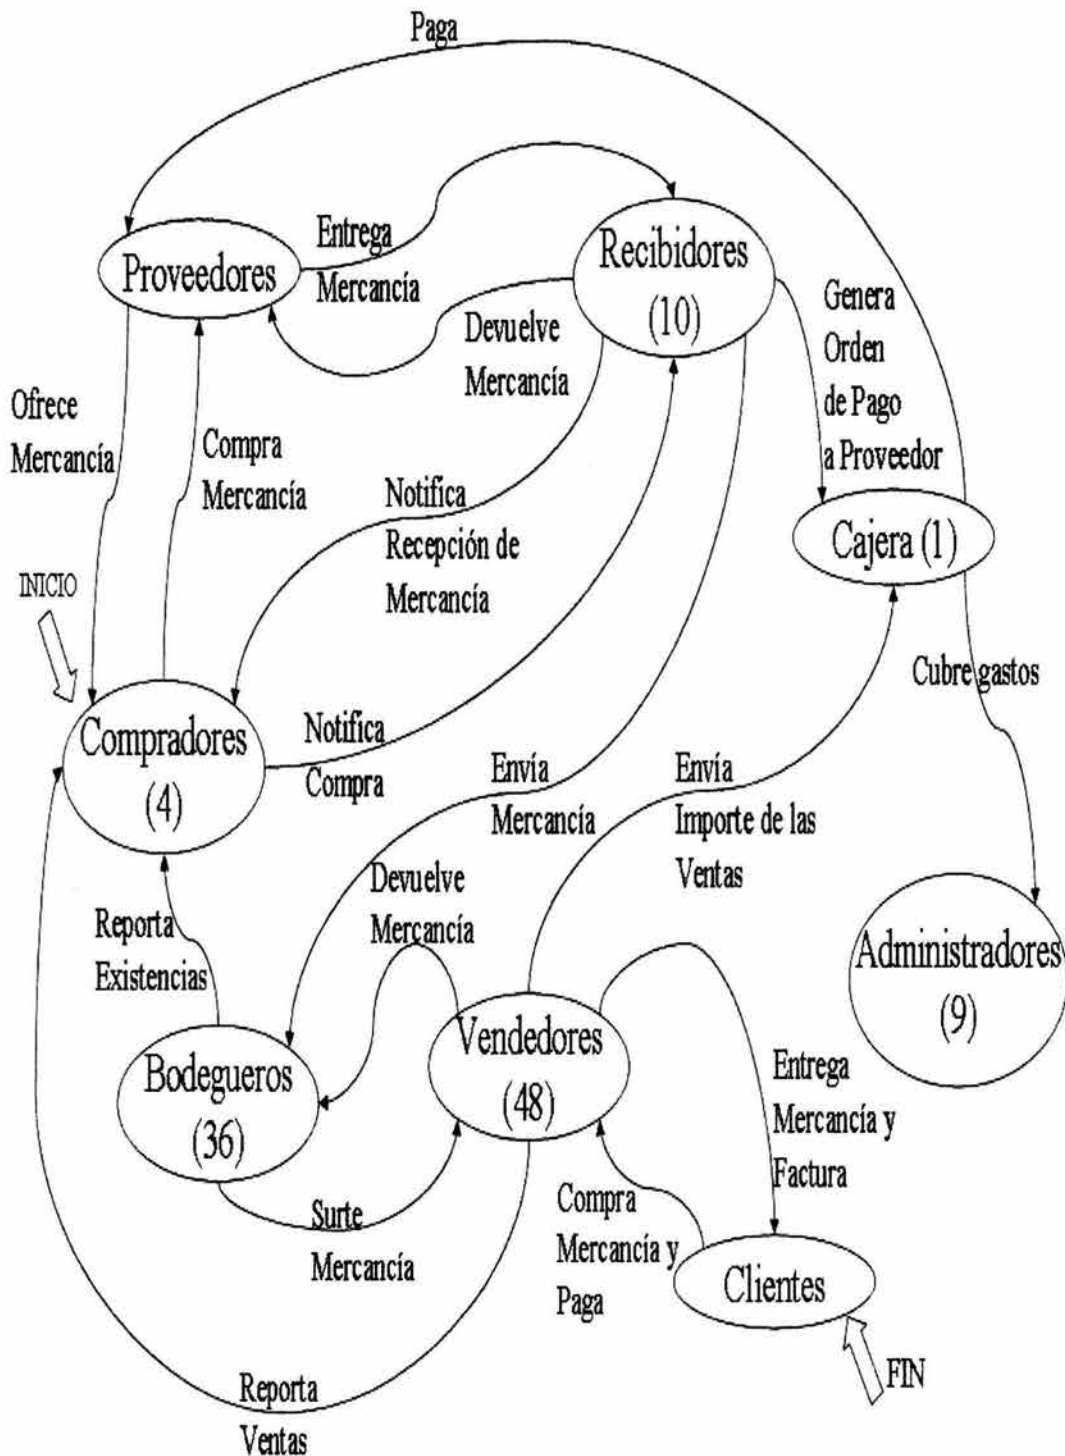 Paga
Entrega
Mercancía
Proveedores
Recibidores
(10)
Devuelve
Mercancía
Genera
Orden
de Pago
a Proveedor
Ofrece
Mercancía
Compra
Mercancía
Notifica
Recepción de
Mercancía
Cajera (1)
INICIO
Cubre gastos
Compradores
(4)
Notifica
Compra
Envía
Mercancía
Envía
Importe de las
Ventas
Devuelve
Mercancía
Reporta
Existencias
Administradores
(9)
Vendedores
(48)
Bodegueros
(36)
Entrega
Mercancía y
Factura
Surte
Mercancía
Compra
Mercancía y
Paga
Clientes
FIN
Reporta
Ventas